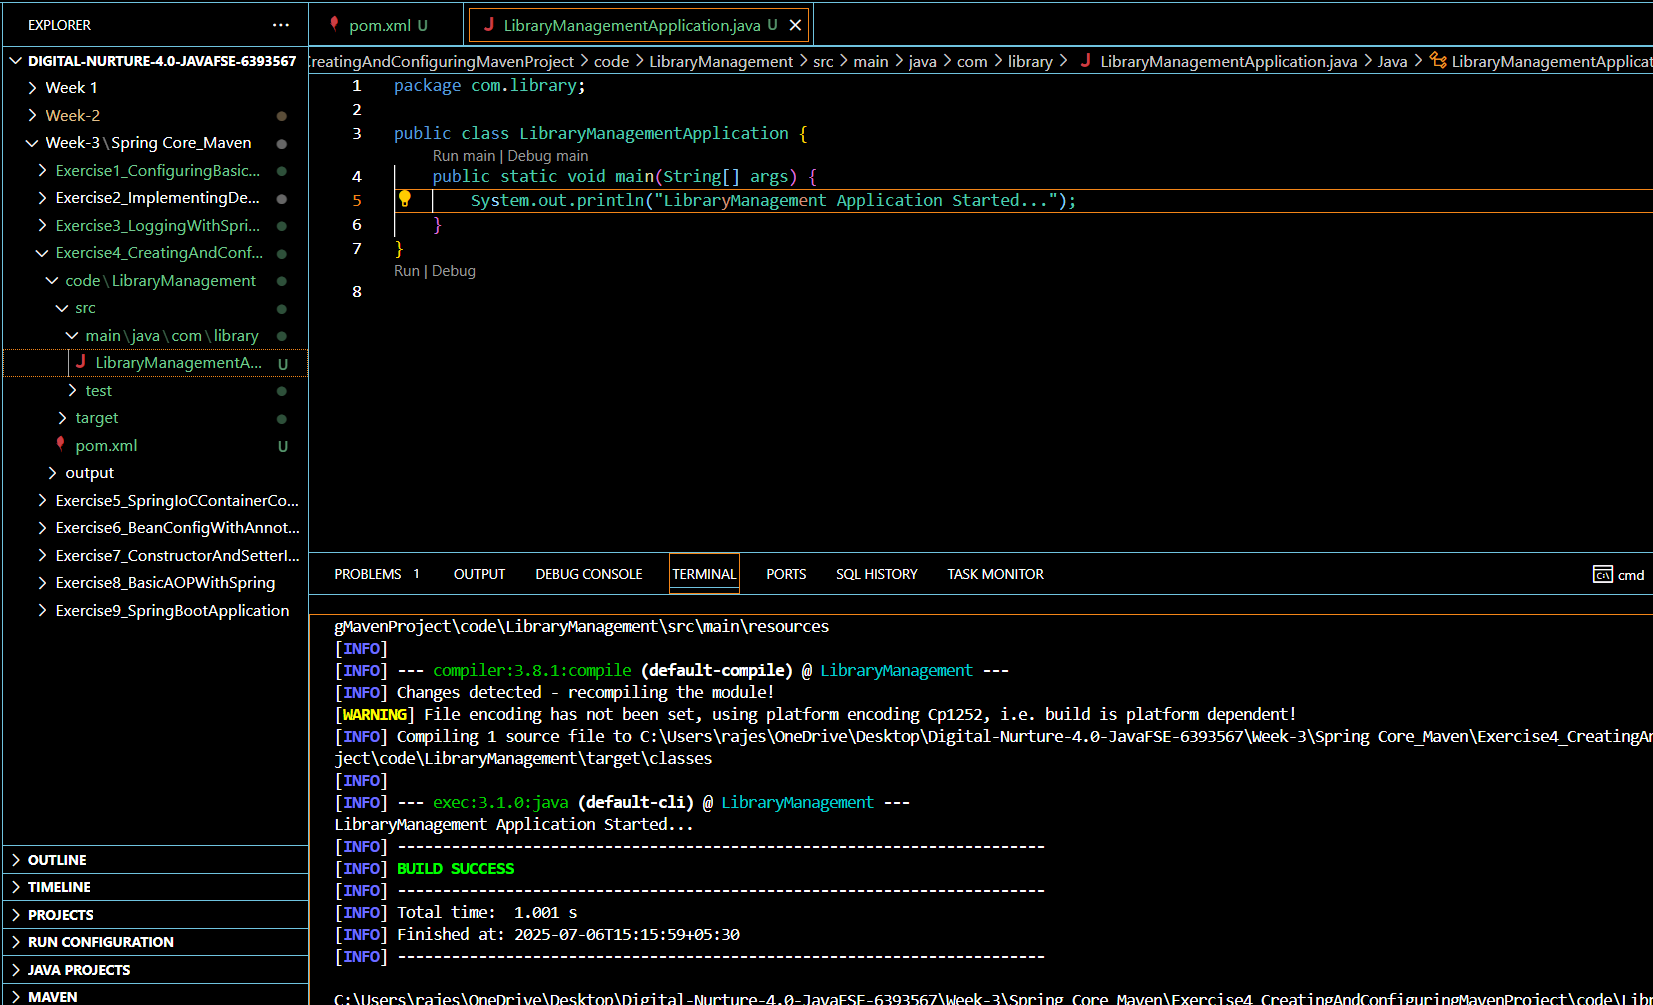 EXPLORER
DIGITAL-NURTURE-4.0-JAVAFSE-6393567
Week 1
Week-2
Week-3\Spring Core_Maven
Exercise1_ConfiguringBasic...
Exercise2_ImplementingDe...
Exercise3_LoggingWithSpri...
Exercise4_CreatingAndConf...
code\LibraryManagement
src
main\java\com\library
J LibraryManagementA... U
test
target
pom.xml U
output
Exercise5_SpringIoCContainerCo...
Exercise6_BeanConfigWithAnnot...
Exercise7_ConstructorAndSetterI...
Exercise8_BasicAOPWithSpring
Exercise9_SpringBootApplication
OUTLINE
TIMELINE
PROJECTS
RUN CONFIGURATION
JAVA PROJECTS
MAVEN
pom.xml U
J LibraryManagementApplication.java U
reatingAndConfiguringMavenProject > code > LibraryManagement > src > main > java > com > library > J LibraryManagementApplication.java > Java > LibraryManagementApplicat
1 package com.library;
2
3 public class LibraryManagementApplication {
Run main | Debug main
4 public static void main(String[] args) {
5 System.out.println("LibraryManagement Application Started...");
6 }
7 }
Run | Debug
8
PROBLEMS 1 OUTPUT DEBUG CONSOLE TERMINAL PORTS SQL HISTORY TASK MONITOR cmd
gMavenProject\code\LibraryManagement\src\main\resources
[INFO]
[INFO] --- compiler:3.8.1:compile (default-compile) @ LibraryManagement ---
[INFO] Changes detected - recompiling the module!
[WARNING] File encoding has not been set, using platform encoding Cp1252, i.e. build is platform dependent!
[INFO] Compiling 1 source file to C:\Users\rajes\OneDrive\Desktop\Digital-Nurture-4.0-JavaFSE-6393567\Week-3\Spring Core_Maven\Exercise4_CreatingAn
ject\code\LibraryManagement\target\classes
[INFO]
[INFO] --- exec:3.1.0:java (default-cli) @ LibraryManagement ---
LibraryManagement Application Started...
[INFO] ------------------------------------------------------------------------
[INFO] BUILD SUCCESS
[INFO] ------------------------------------------------------------------------
[INFO] Total time:  1.001 s
[INFO] Finished at: 2025-07-06T15:15:59+05:30
[INFO] ------------------------------------------------------------------------
C:\Users\rajes\OneDrive\Desktop\Digital-Nurture-4.0-JavaFSE-6393567\Week-3\Spring Core_Maven\Exercise4_CreatingAndConfiguringMavenProject\code\Lib